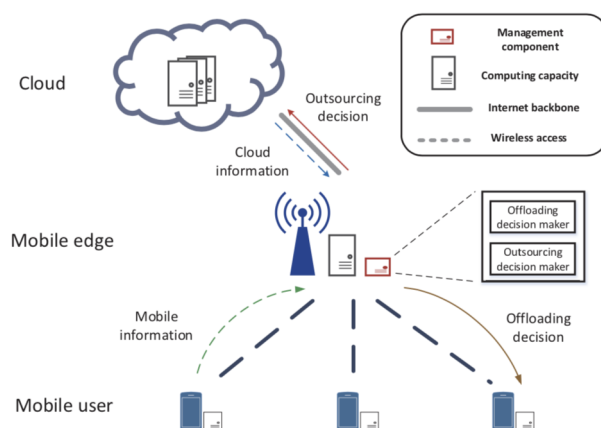 Cloud
Outsourcing
decision
Cloud
information
Management
component
Computing capacity
Internet backbone
Wireless access
Mobile edge
Offloading
decision maker
Outsourcing
decision maker
Mobile
information
Offloading
decision
Mobile user